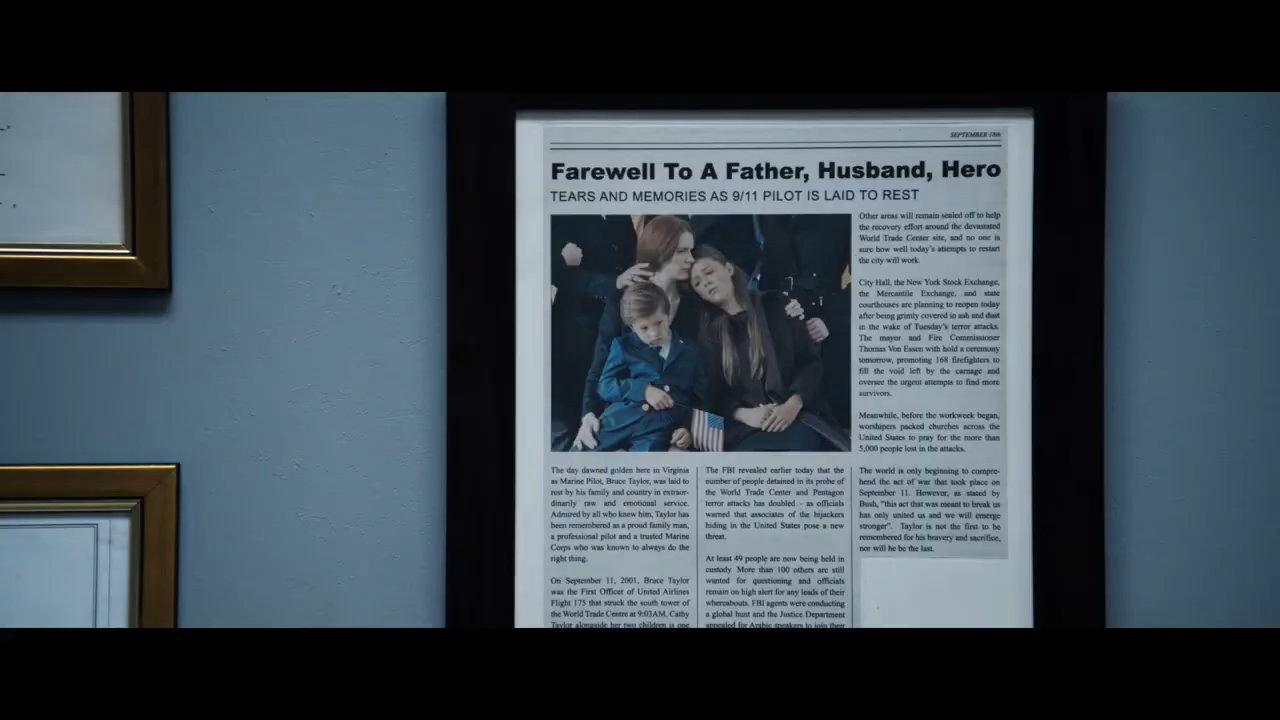 SEPTEMBER 18th
Farewell To A Father, Husband, Hero
TEARS AND MEMORIES AS 9/11 PILOT IS LAID TO REST
The day dawned golden here in Virginia
as Marine Pilot, Bruce Taylor, was laid to
rest by his family and country in extraor-
dinarily raw and emotional service.
Admired by all who knew him, Taylor has
been remembered as a proud family man,
a professional pilot and a trusted Marine
Corps who was known to always do the
right thing.
On September 11, 2001, Bruce Taylor
was the First Officer of United Airlines
Flight 175 that struck the south tower of
the World Trade Centre at 9:03AM. Cathy
Taylor alongside her two children is one
The FBI revealed earlier today that the
number of people detained in its probe of
the World Trade Center and Pentagon
terror attacks has doubled - as officials
warned that associates of the hijackers
hiding in the United States pose a new
threat.
At least 49 people are now being held in
custody. More than 100 others are still
wanted for questioning and officials
remain on high alert for any leads of their
whereabouts. FBI agents were conducting
a global hunt and the Justice Department
appealed for Arabic speakers to join their
Other areas will remain sealed off to help
the recovery effort around the devastated
World Trade Center site, and no one is
sure how well today's attempts to restart
the city will work.
City Hall, the New York Stock Exchange,
the Mercantile Exchange, and state
courthouses are planning to reopen today
after being grimly covered in ash and dust
in the wake of Tuesday's terror attacks.
The mayor and Fire Commissioner
Thomas Von Essen with hold a ceremony
tomorrow, promoting 168 firefighters to
fill the void left by the carnage and
oversee the urgent attempts to find more
survivors.
Meanwhile, before the workweek began,
worshipers packed churches across the
United States to pray for the more than
5,000 people lost in the attacks.
The world is only beginning to compre-
hend the act of war that took place on
September 11. However, as stated by
Bush, "this act that was meant to break us
has only united us and we will emerge
stronger". Taylor is not the first to be
remembered for his bravery and sacrifice,
nor will he be the last.